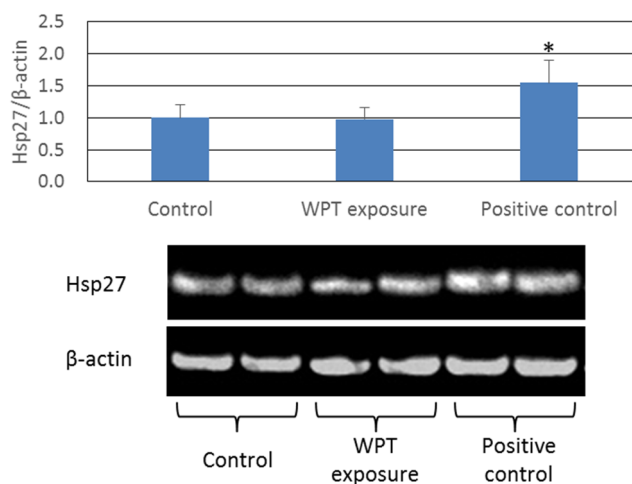 Hsp27/β-actin
2.5
2.0
*
1.5
1.0
0.5
0.0
Control
WPT exposure
Positive control
Hsp27
β-actin
Control
WPT
exposure
Positive
control